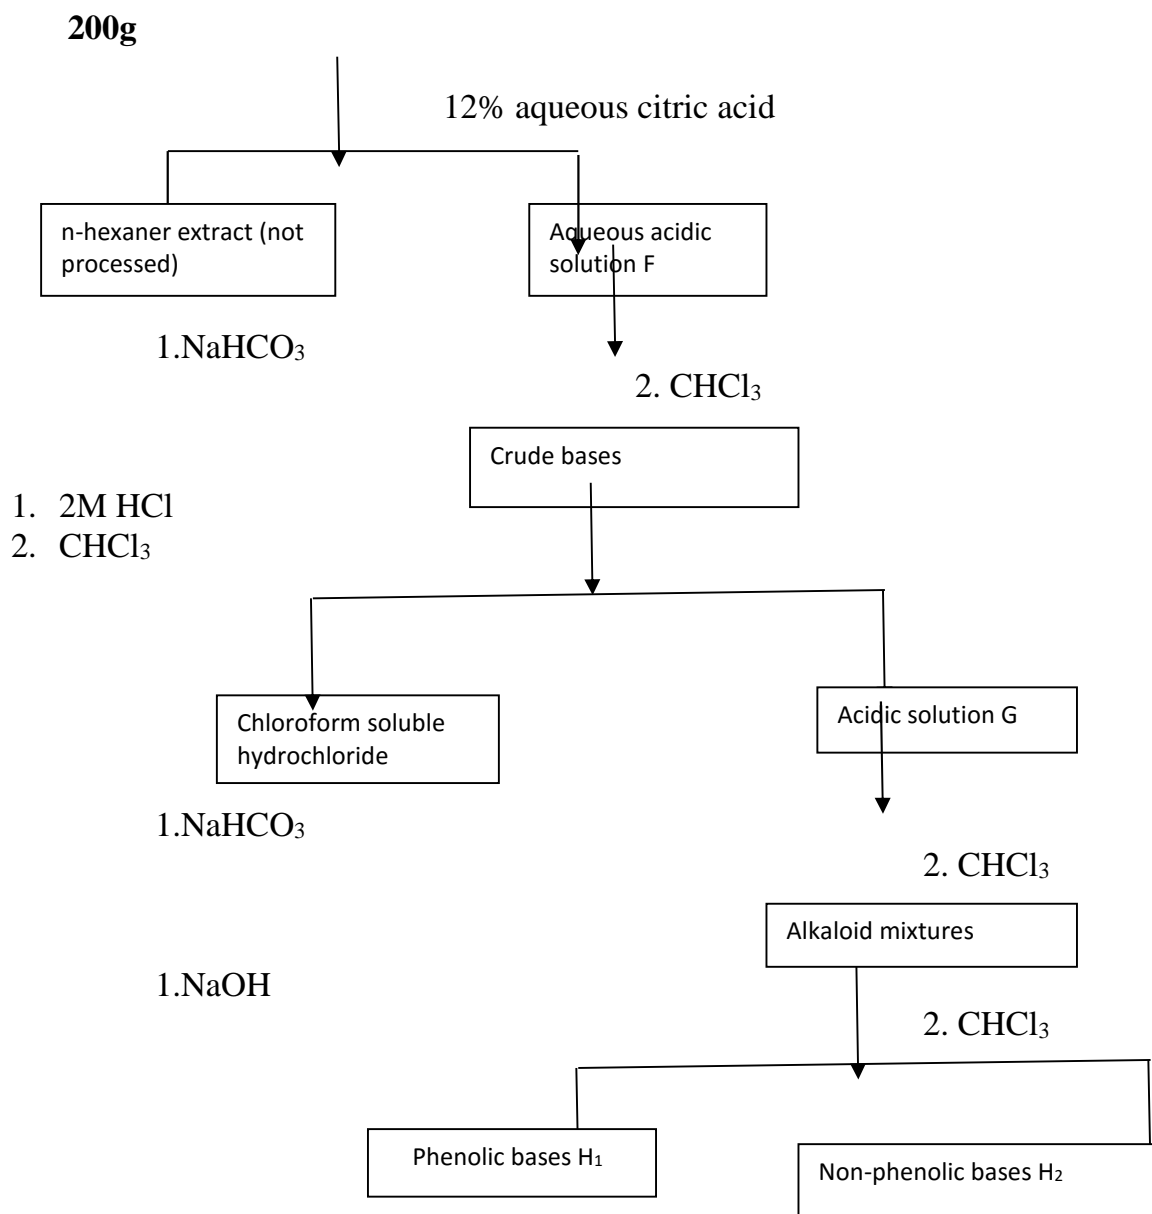 200g
12% aqueous citric acid
n-hexaner extract (not
processed)
Aqueous acidic
solution F
1.NaHCO₃
2. CHCl₃
Crude bases
1. 2M HCl
2. CHCl₃
Chloroform soluble
hydrochloride
Acidic solution G
1.NaHCO₃
2. CHCl₃
Alkaloid mixtures
1.NaOH
2. CHCl₃
Phenolic bases H₁
Non-phenolic bases H₂